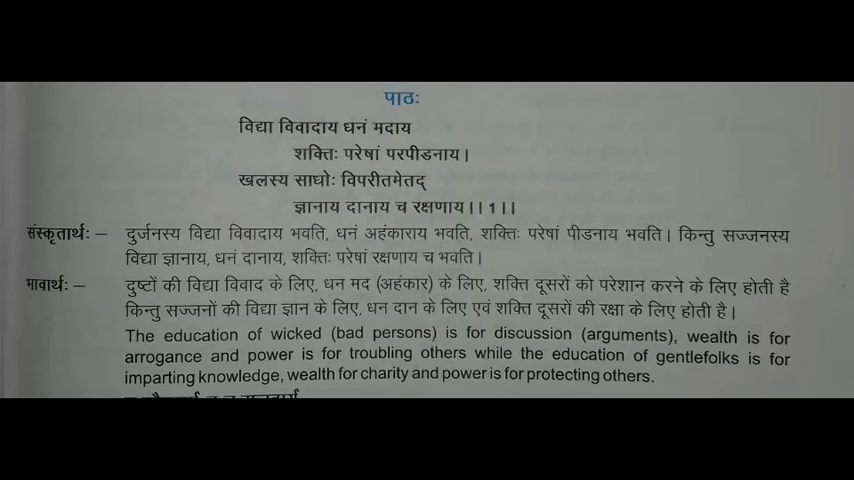 पाठः
विद्या विवादाय धनं मदाय
शक्तिः परेषां परपीडनाय।
खलस्य साधोः विपरीतमेतद्
ज्ञानाय दानाय च रक्षणाय।।1।।
संस्कृतार्थः – दुर्जनस्य विद्या विवादाय भवति, धनं अहंकाराय भवति, शक्तिः परेषां पीडनाय भवति। किन्तु सज्जनस्य
विद्या ज्ञानाय, धनं दानाय, शक्तिः परेषां रक्षणाय च भवति।
भावार्थः – दुष्टों की विद्या विवाद के लिए, धन मद (अहंकार) के लिए, शक्ति दूसरों को परेशान करने के लिए होती है
किन्तु सज्जनों की विद्या ज्ञान के लिए, धन दान के लिए एवं शक्ति दूसरों की रक्षा के लिए होती है।
The education of wicked (bad persons) is for discussion (arguments), wealth is for
arrogance and power is for troubling others while the education of gentlefolks is for
imparting knowledge, wealth for charity and power is for protecting others.